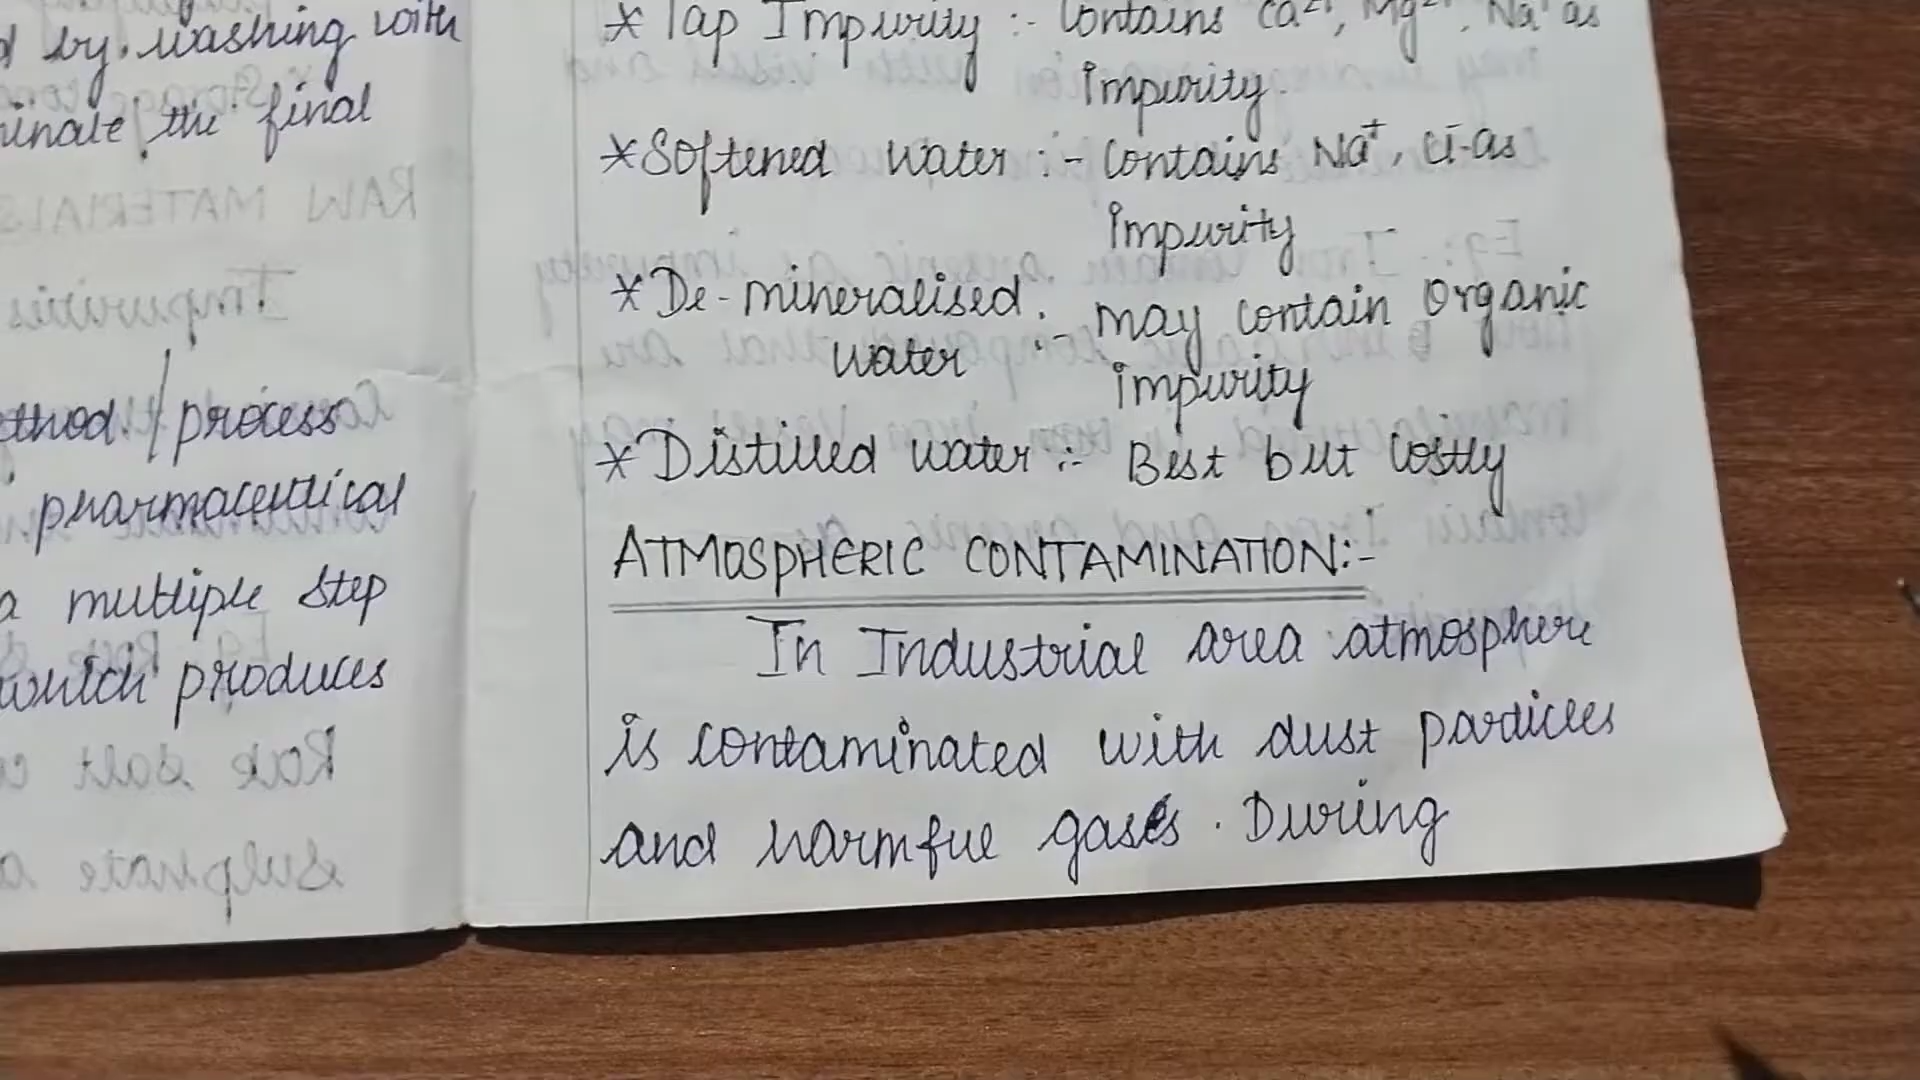 by washing with
the final
method / process
pharmaceutical
a multiple step
which produces
* Tap Impurity :- Contains Ca2+, Mg2+, Na+ as
impurity.
* Softened water :- Contains Na+, Cl- as
impurity
* De-mineralised :- may contain organic
water impurity
* Distilled water :- Best but costly
ATMOSPHERIC CONTAMINATION:-
In Industrial area atmosphere
is contaminated with dust particles
and harmful gases. During